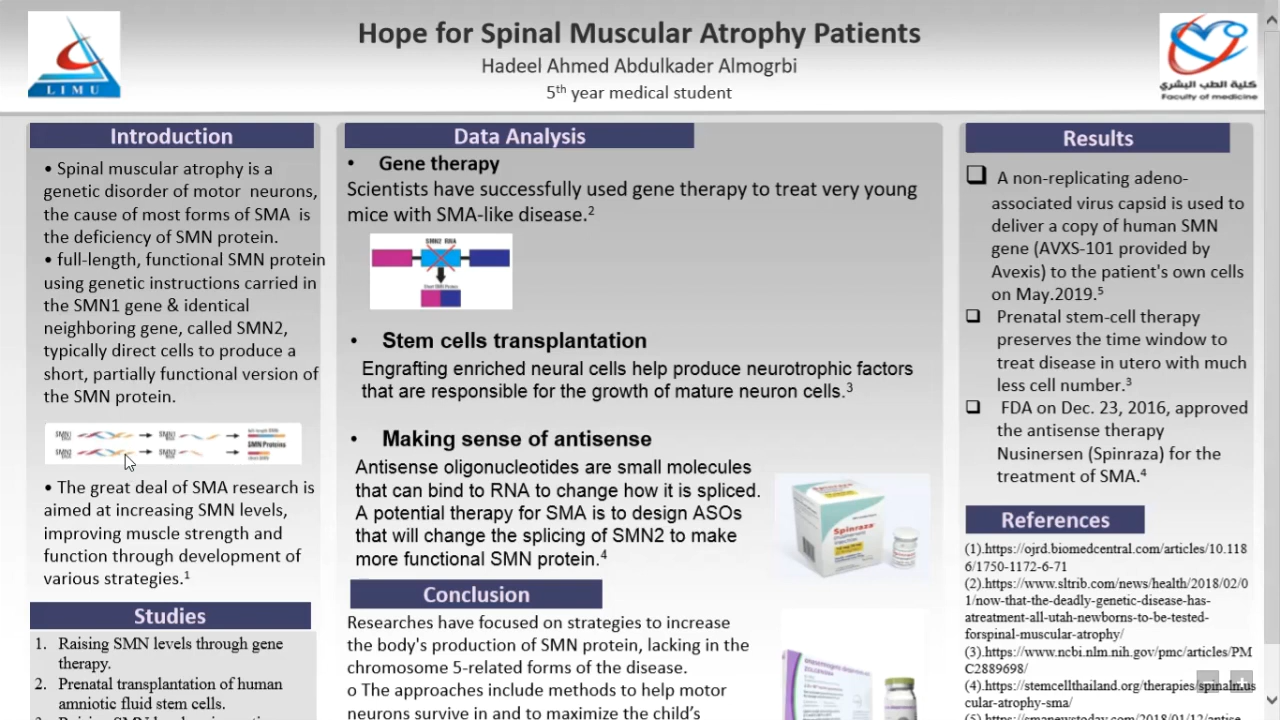 LIMU
Hope for Spinal Muscular Atrophy Patients
Hadeel Ahmed Abdulkader Almogrbi
5th year medical student
كلية الطب البشري
Faculty of medicine
Introduction
• Spinal muscular atrophy is a
genetic disorder of motor neurons,
the cause of most forms of SMA is
the deficiency of SMN protein.
• full-length, functional SMN protein
using genetic instructions carried in
the SMN1 gene & identical
neighboring gene, called SMN2,
typically direct cells to produce a
short, partially functional version of
the SMN protein.
SMN1
SMN1
SMN Proteins
SMN2
SMN2
• The great deal of SMA research is
aimed at increasing SMN levels,
improving muscle strength and
function through development of
various strategies.1
Studies
1. Raising SMN levels through gene
therapy.
2. Prenatal transplantation of human
amniotic fluid stem cells.
Data Analysis
• Gene therapy
Scientists have successfully used gene therapy to treat very young
mice with SMA-like disease.2
SMN2 RNA
• Stem cells transplantation
Engrafting enriched neural cells help produce neurotrophic factors
that are responsible for the growth of mature neuron cells.3
• Making sense of antisense
Antisense oligonucleotides are small molecules
that can bind to RNA to change how it is spliced.
A potential therapy for SMA is to design ASOs
that will change the splicing of SMN2 to make
more functional SMN protein.4
Spinraza
Conclusion
Researches have focused on strategies to increase
the body's production of SMN protein, lacking in the
chromosome 5-related forms of the disease.
o The approaches include methods to help motor
neurons survive in and to maximize the child's
Results
❑ A non-replicating adeno-
associated virus capsid is used to
deliver a copy of human SMN
gene (AVXS-101 provided by
Avexis) to the patient's own cells
on May.2019.5
❑ Prenatal stem-cell therapy
preserves the time window to
treat disease in utero with much
less cell number.3
❑ FDA on Dec. 23, 2016, approved
the antisense therapy
Nusinersen (Spinraza) for the
treatment of SMA.4
References
(1).https://ojrd.biomedcentral.com/articles/10.118
6/1750-1172-6-71
(2).https://www.sltrib.com/news/health/2018/02/0
1/now-that-the-deadly-genetic-disease-has-
atreatment-all-utah-newborns-to-be-tested-
forspinal-muscular-atrophy/
(3).https://www.ncbi.nlm.nih.gov/pmc/articles/PM
C2889698/
(4).https://stemcellthailand.org/therapies/spinalmus
cular-atrophy-sma/